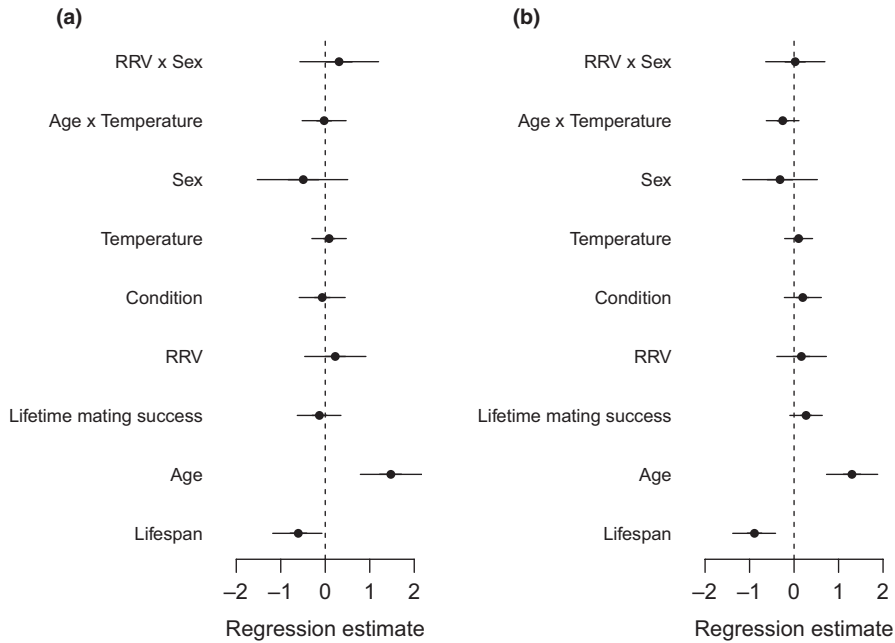 (a)
RRV x Sex
Age x Temperature
Sex
Temperature
Condition
RRV
Lifetime mating success
Age
Lifespan
–2 –1 0 1 2
Regression estimate
(b)
RRV x Sex
Age x Temperature
Sex
Temperature
Condition
RRV
Lifetime mating success
Age
Lifespan
–2 –1 0 1 2
Regression estimate